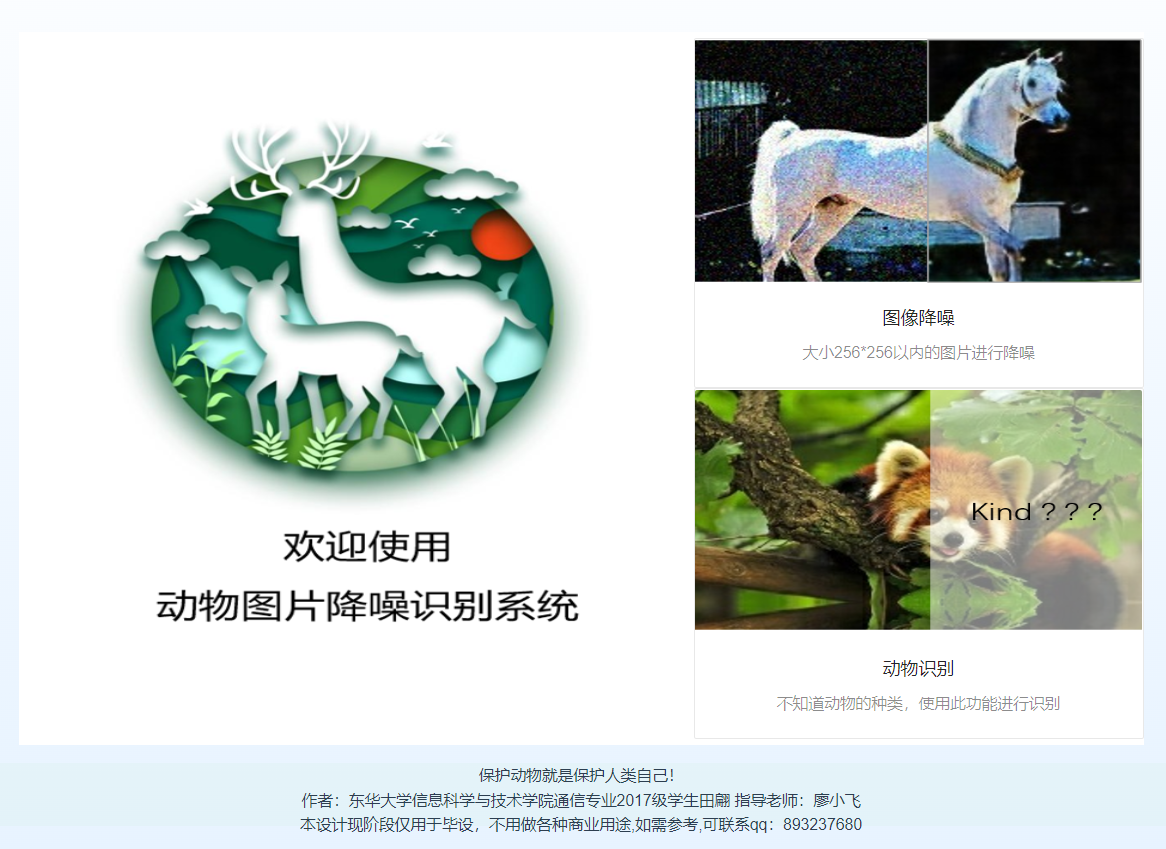 欢迎使用
动物图片降噪识别系统
图像降噪
大小256*256以内的图片进行降噪
Kind ? ? ?
动物识别
不知道动物的种类，使用此功能进行识别
保护动物就是保护人类自己！
作者：东华大学信息科学与技术学院通信专业2017级学生田翩 指导老师：廖小飞
本设计现阶段仅用于毕设，不用做各种商业用途,如需参考,可联系qq：893237680